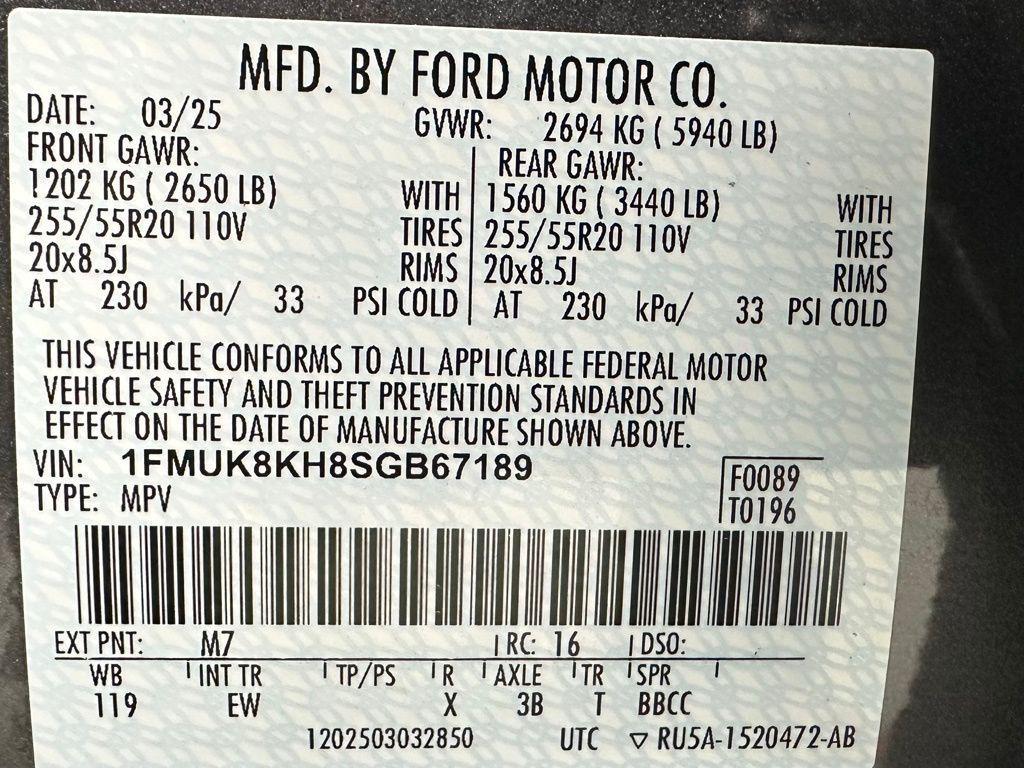 MFD. BY FORD MOTOR CO.
DATE: 03/25 GVWR: 2694 KG ( 5940 LB)
FRONT GAWR: REAR GAWR:
1202 KG ( 2650 LB) WITH 1560 KG ( 3440 LB) WITH
255/55R20 110V TIRES 255/55R20 110V TIRES
20x8.5J RIMS 20x8.5J RIMS
AT 230 kPa/ 33 PSI COLD AT 230 kPa/ 33 PSI COLD
THIS VEHICLE CONFORMS TO ALL APPLICABLE FEDERAL MOTOR
VEHICLE SAFETY AND THEFT PREVENTION STANDARDS IN
EFFECT ON THE DATE OF MANUFACTURE SHOWN ABOVE.
VIN: 1FMUK8KH8SGB67189 F0089
TYPE: MPV T0196
EXT PNT: M7 RC: 16 DSO:
WB INT TR TP/PS R AXLE TR SPR
119 EW X 3B T BBCC
1202503032850 UTC ▽ RU5A-1520472-AB